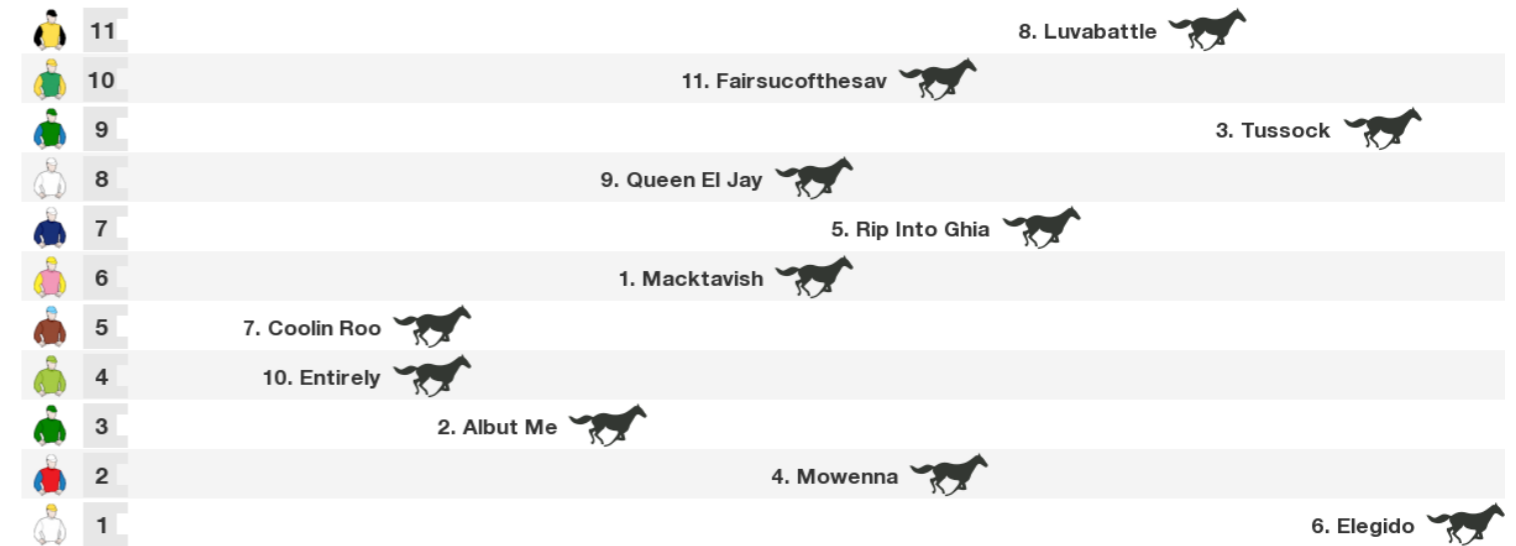 11 8. Luvabattle
10 11. Fairsucofthesav
9 3. Tussock
8 9. Queen El Jay
7 5. Rip Into Ghia
6 1. Macktavish
5 7. Coolin Roo
4 10. Entirely
3 2. Albut Me
2 4. Mowenna
1 6. Elegido